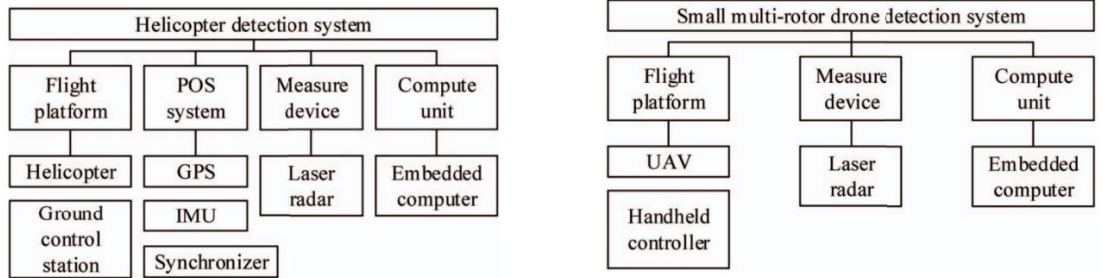 Helicopter detection system
Flight
platform
POS
system
Measure
device
Compute
unit
Helicopter
GPS
Laser
radar
Embedded
computer
IMU
Ground
control
station
Synchronizer
Small multi-rotor drone detection system
Flight
platform
Measure
device
Compute
unit
UAV
Laser
radar
Embedded
computer
Handheld
controller